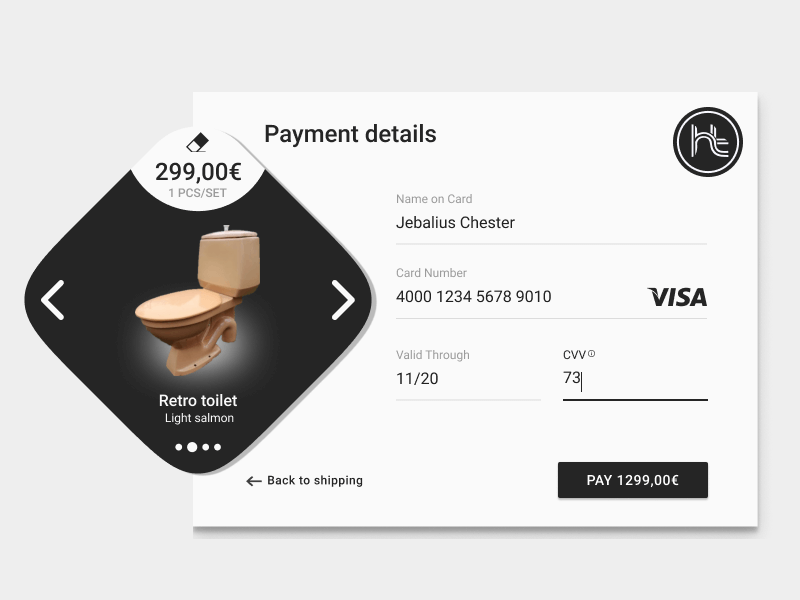 Payment details
299,00€
1 PCS/SET
Name on Card
Jebalius Chester
Card Number
4000 1234 5678 9010
VISA
Valid Through
CVV
11/20
73
Retro toilet
Light salmon
Back to shipping
PAY 1299,00€